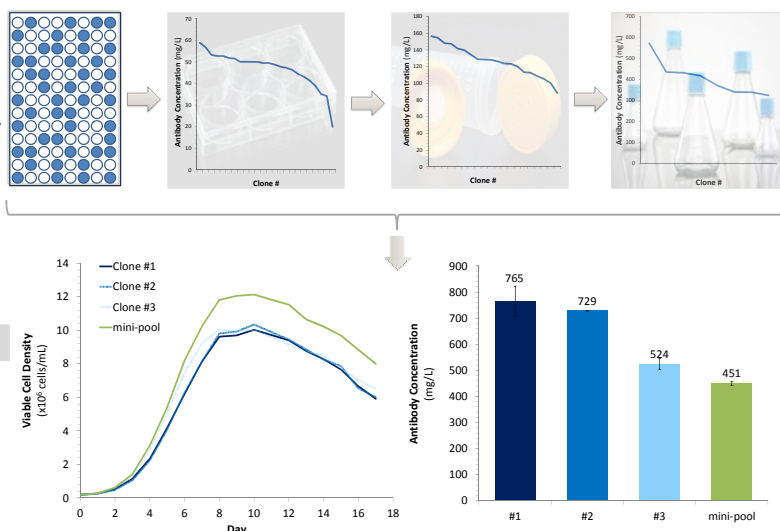 Antibody Concentration (mg/L)
70
60
50
40
30
20
10
0
Clone #
Antibody Concentration (mg/L)
180
160
140
120
100
80
60
40
20
0
Clone #
Antibody Concentration (mg/L)
700
600
500
400
300
200
100
0
Clone #
Viable Cell Density
(x10⁶ cells/mL)
14
12
10
8
6
4
2
0
Clone #1
Clone #2
Clone #3
mini-pool
0 2 4 6 8 10 12 14 16 18
Day
Antibody Concentration
(mg/L)
900
800
700
600
500
400
300
200
100
0
765
729
524
451
#1 #2 #3 mini-pool